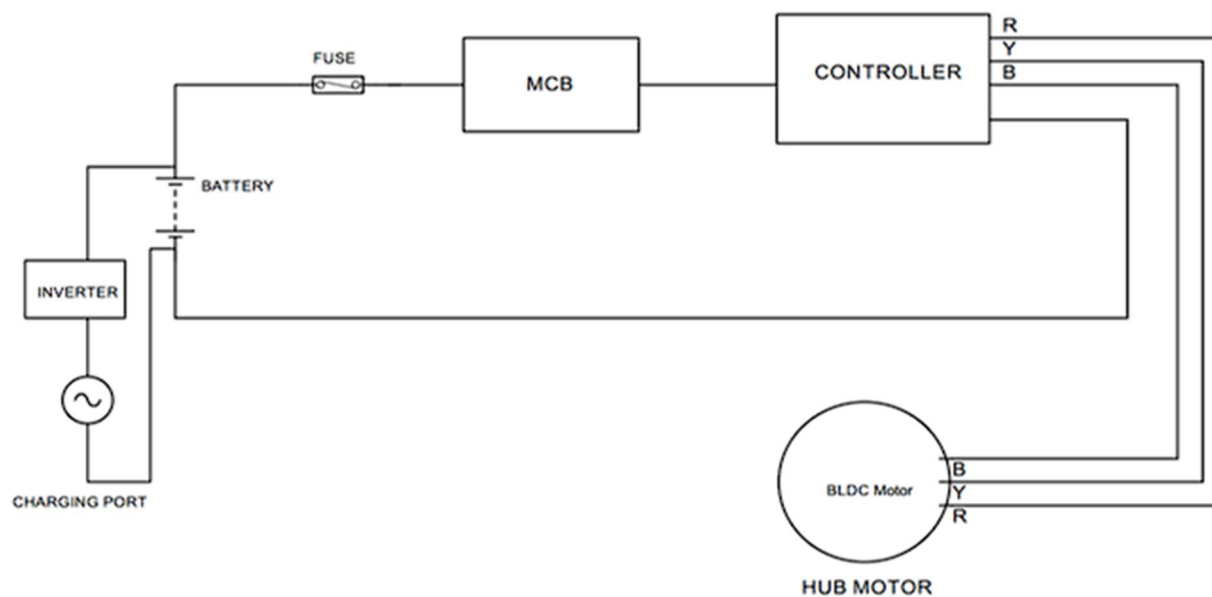 FUSE
MCB
CONTROLLER
R
Y
B
BATTERY
INVERTER
CHARGING PORT
BLDC Motor
B
Y
R
HUB MOTOR